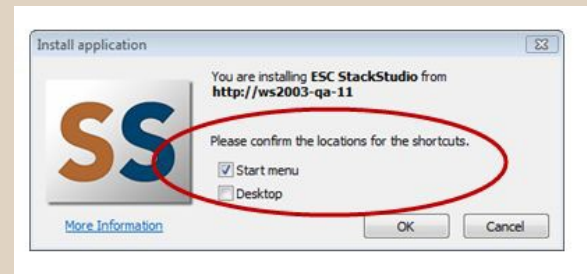 Install application
You are installing ESC StackStudio from
http://ws2003-qa-11
SS
Please confirm the locations for the shortcuts.
Start menu
Desktop
More Information
OK
Cancel